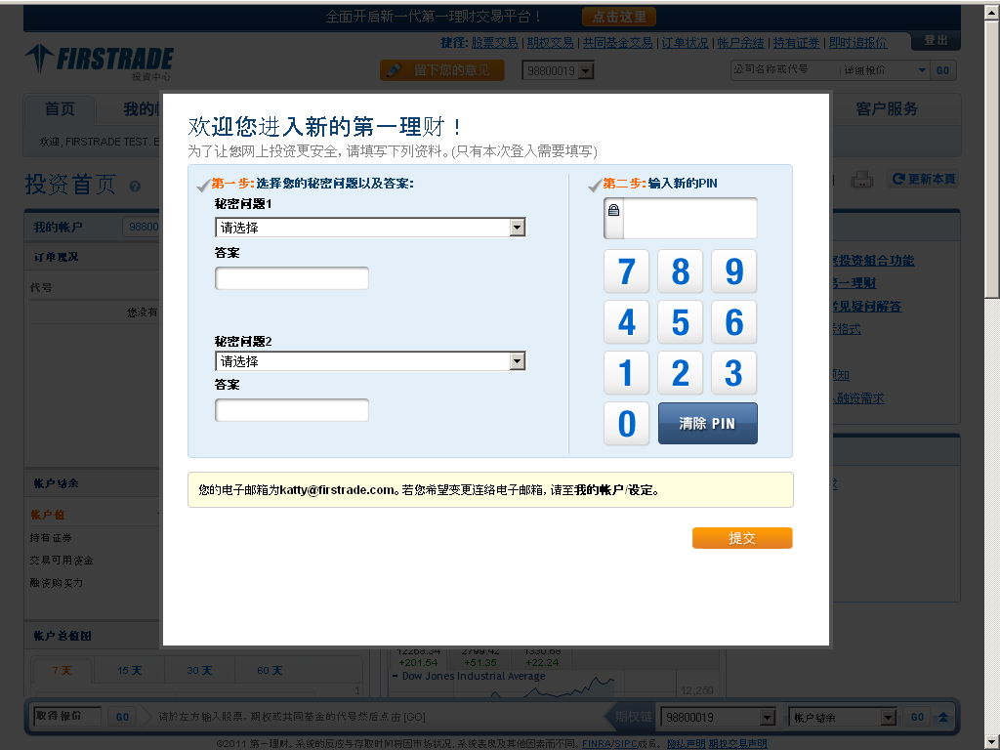 全面开启新一代第一理财交易平台！ 点击这里
FIRSTRADE
投资中心
捷径: 股票交易 | 期权交易 | 共同基金交易 | 订单状况 | 帐户余结 | 持有证券 | 即时追报价
登出
留下您的意见
98800019
公司名称或代号
详细报价
GO
首页
我的帐
客户服务
欢迎, FIRSTRADE TEST. E
投资首页
更新本页
我的帐户
98800
订单现况
代号
您没有
帐户结余
帐户值
持有证券
交易可用资金
融资购买力
帐户总值图
7 天
15 天
30 天
60 天
欢迎您进入新的第一理财！
为了让您网上投资更安全, 请填写下列资料。(只有本次登入需要填写)
第一步: 选择您的秘密问题以及答案:
秘密问题1
请选择
答案
秘密问题2
请选择
答案
第二步: 输入新的PIN
7 8 9
4 5 6
1 2 3
0 清除 PIN
您的电子邮箱为katty@firstrade.com。若您希望变更连络电子邮箱, 请至我的帐户/设定。
提交
投资组合功能
第一理财
常见疑问解答
格式
须知
融资需求
12268.34 2799.42 1330.68
+201.54 +51.35 +22.24
Dow Jones Industrial Average
12,250
取得报价
GO
请於左方输入股票, 期权或共同基金的代号然后点击 [GO]
期权链
98800019
帐户结余
GO
©2011 第一理财. 系统的反应与存取时间将因市场状况, 系统表现及其他因素而不同. FINRA/SIPC成员. 隐私声明 期权交易声明